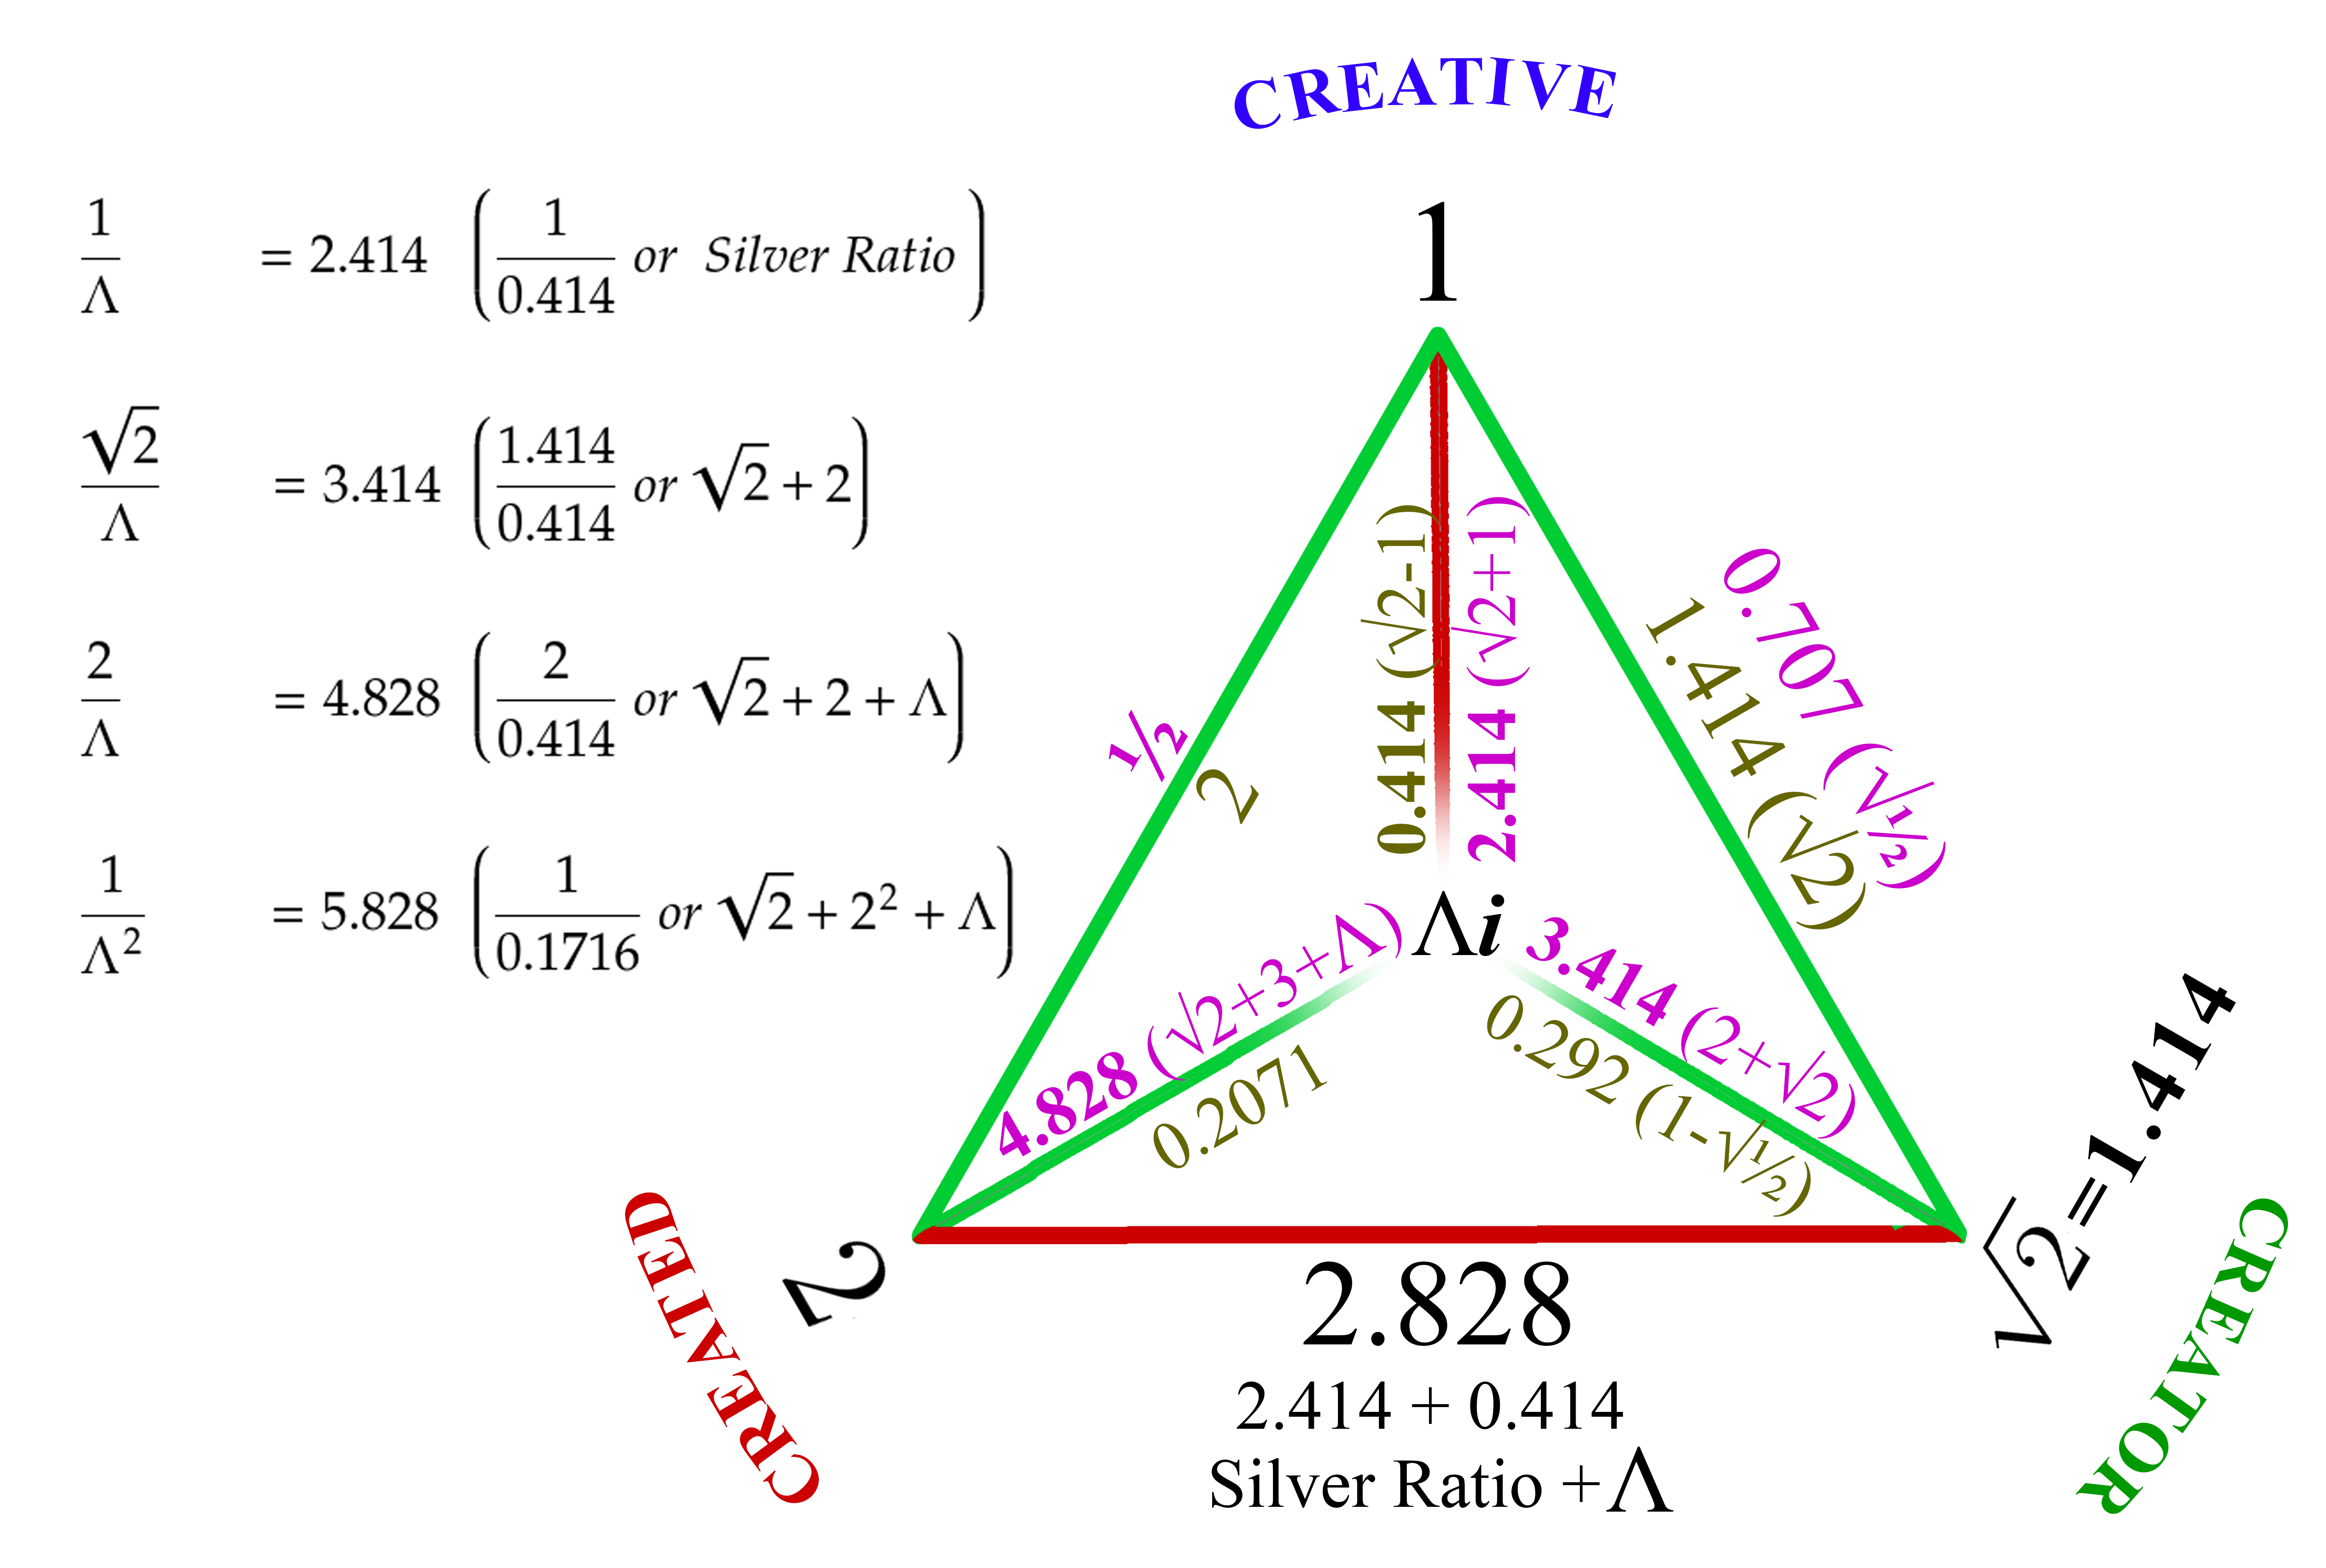 CREATIVE
1
1/Λ = 2.414 (1/0.414 or Silver Ratio)
√2/Λ = 3.414 (1.414/0.414 or √2 + 2)
2/Λ = 4.828 (2/0.414 or √2 + 2 + Λ)
1/Λ² = 5.828 (1/0.1716 or √2 + 2² + Λ)
½
2
0.414 (√2-1)
2.414 (√2+1)
0.707 (√½)
1.414 (√2)
Λi
4.828 (√2+3+Λ)
0.2071
3.414 (2+√2)
0.292 (1-√½)
2
CREATED
√2=1.414
CREATOR
2.828
2.414 + 0.414
Silver Ratio + Λ